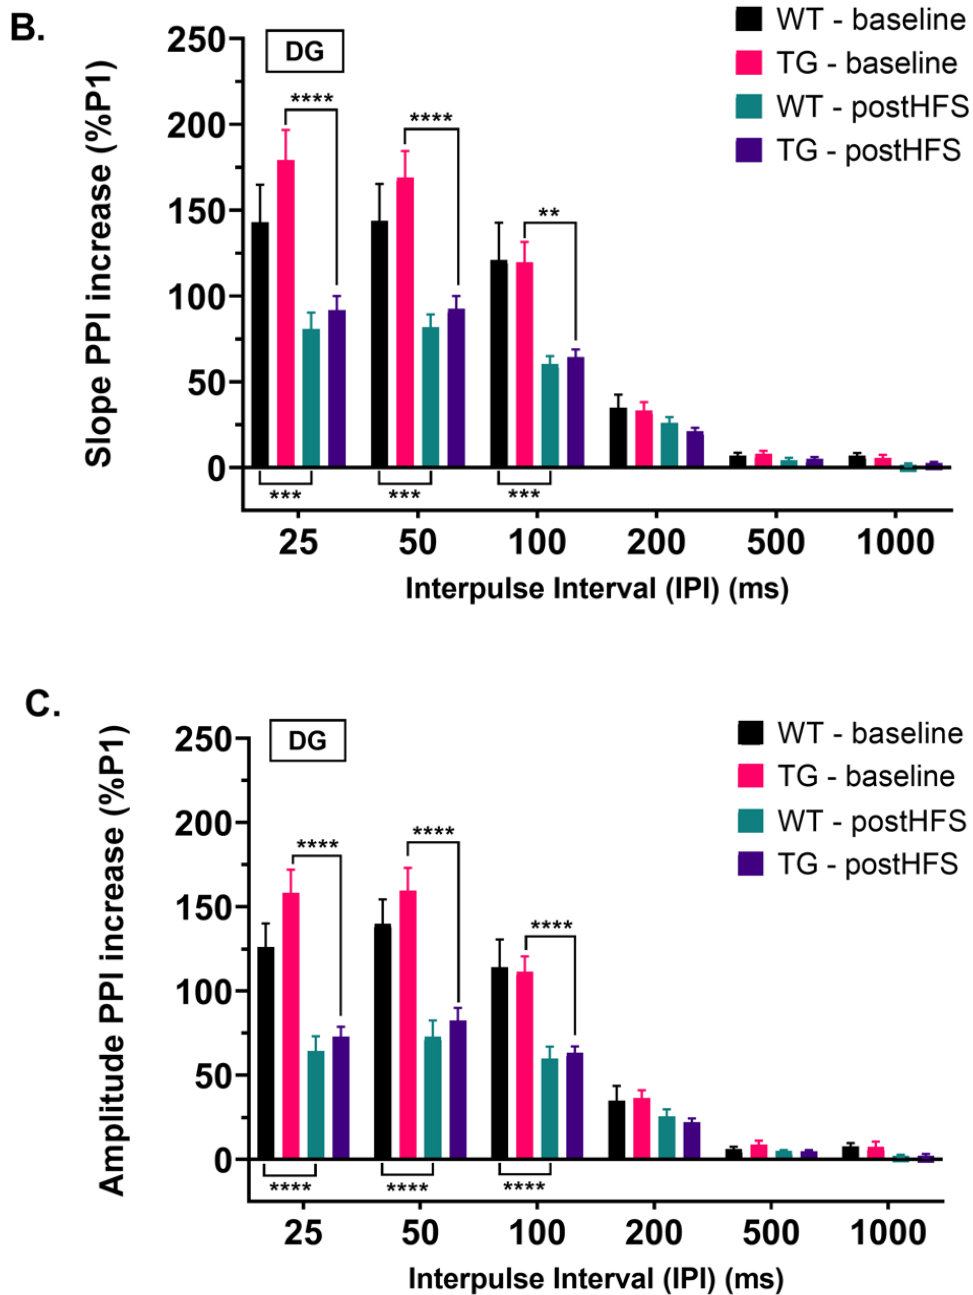 B.
DG
WT - baseline
TG - baseline
WT - postHFS
TG - postHFS
Slope PPI increase (%P1)
250
200
150
100
50
0
****
****
**
***
***
***
25 50 100 200 500 1000
Interpulse Interval (IPI) (ms)
C.
DG
WT - baseline
TG - baseline
WT - postHFS
TG - postHFS
Amplitude PPI increase (%P1)
250
200
150
100
50
0
****
****
****
****
****
****
25 50 100 200 500 1000
Interpulse Interval (IPI) (ms)